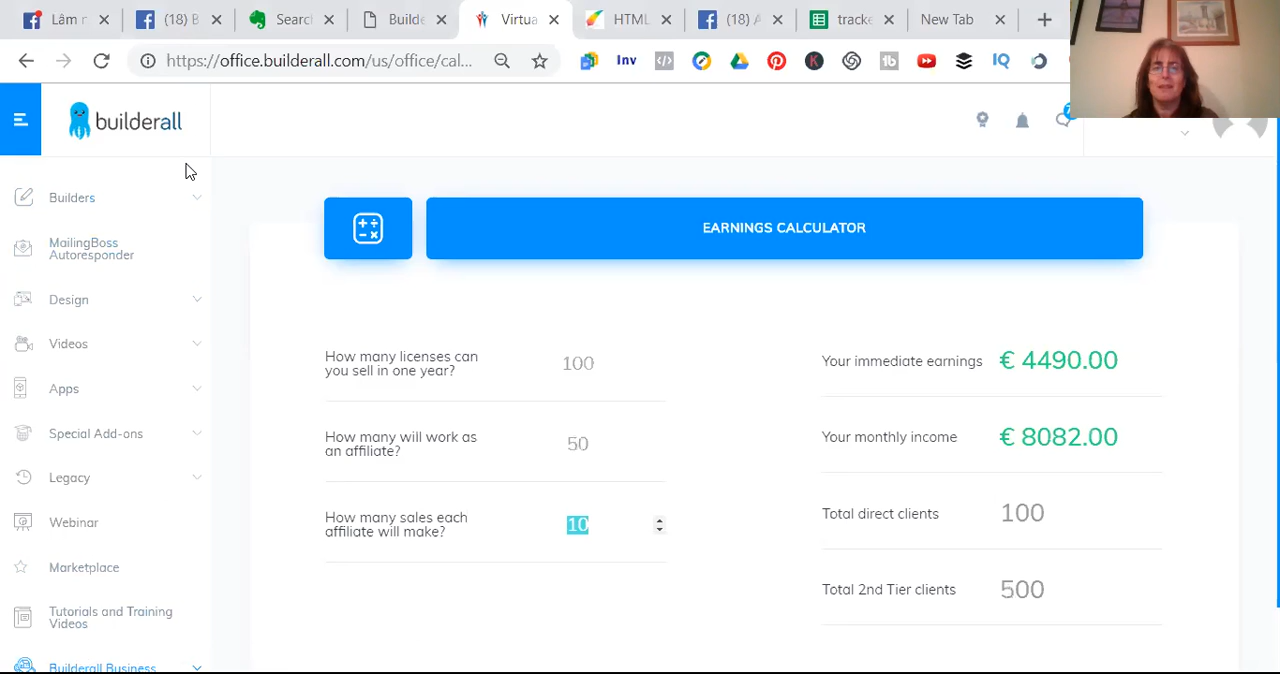 Lâm r
(18) B
Searc
Builde
Virtua
HTML
(18) A
tracke
New Tab
https://office.builderall.com/us/office/cal...
Inv
IQ
builderall
Builders
MailingBoss
Autoresponder
Design
Videos
Apps
Special Add-ons
Legacy
Webinar
Marketplace
Tutorials and Training
Videos
Builderall Business
EARNINGS CALCULATOR
How many licenses can
you sell in one year?
100
How many will work as
an affiliate?
50
How many sales each
affiliate will make?
10
Your immediate earnings
€ 4490.00
Your monthly income
€ 8082.00
Total direct clients
100
Total 2nd Tier clients
500